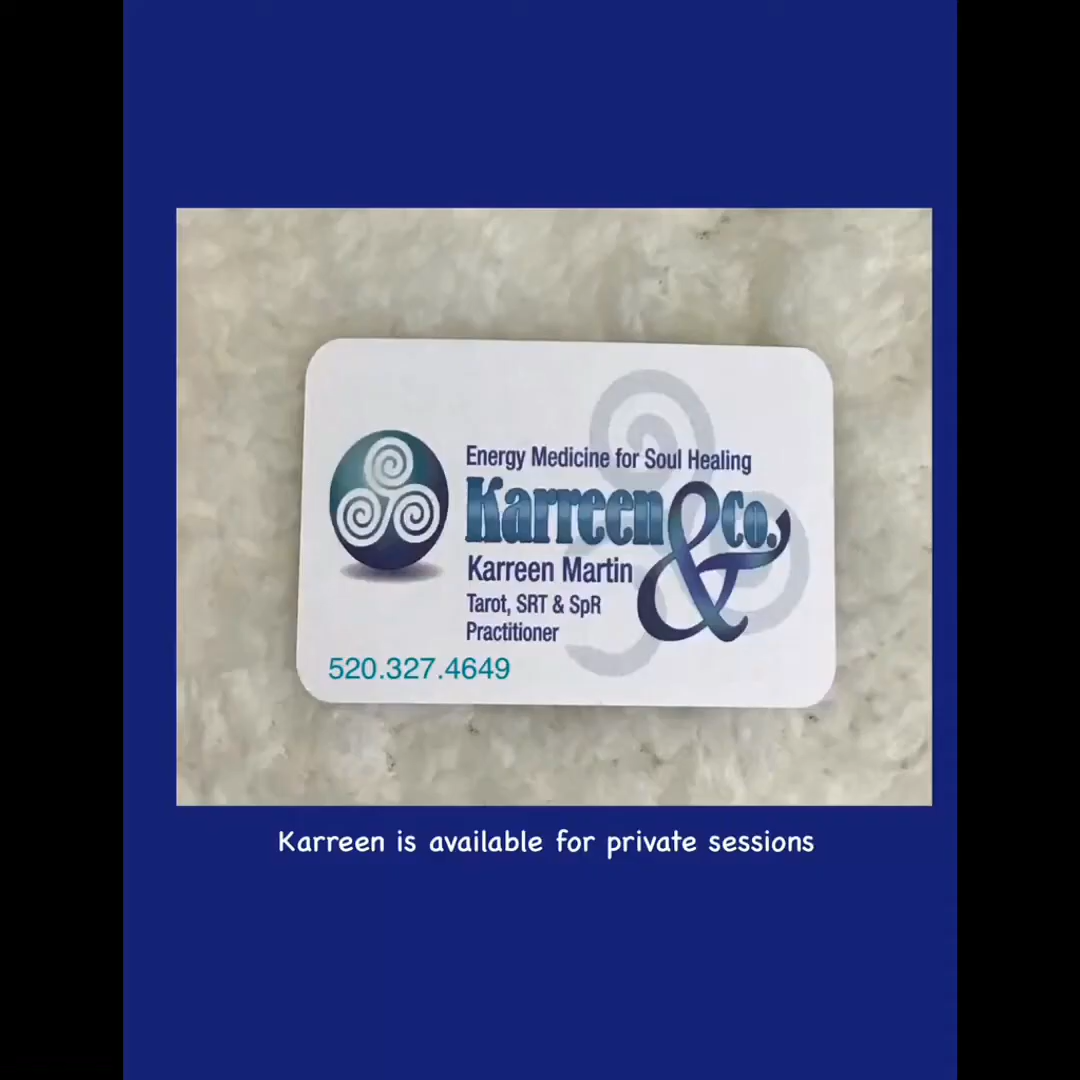 Energy Medicine for Soul Healing
Karreen & Co.
Karreen Martin
Tarot, SRT & SpR
Practitioner
520.327.4649
Karreen is available for private sessions